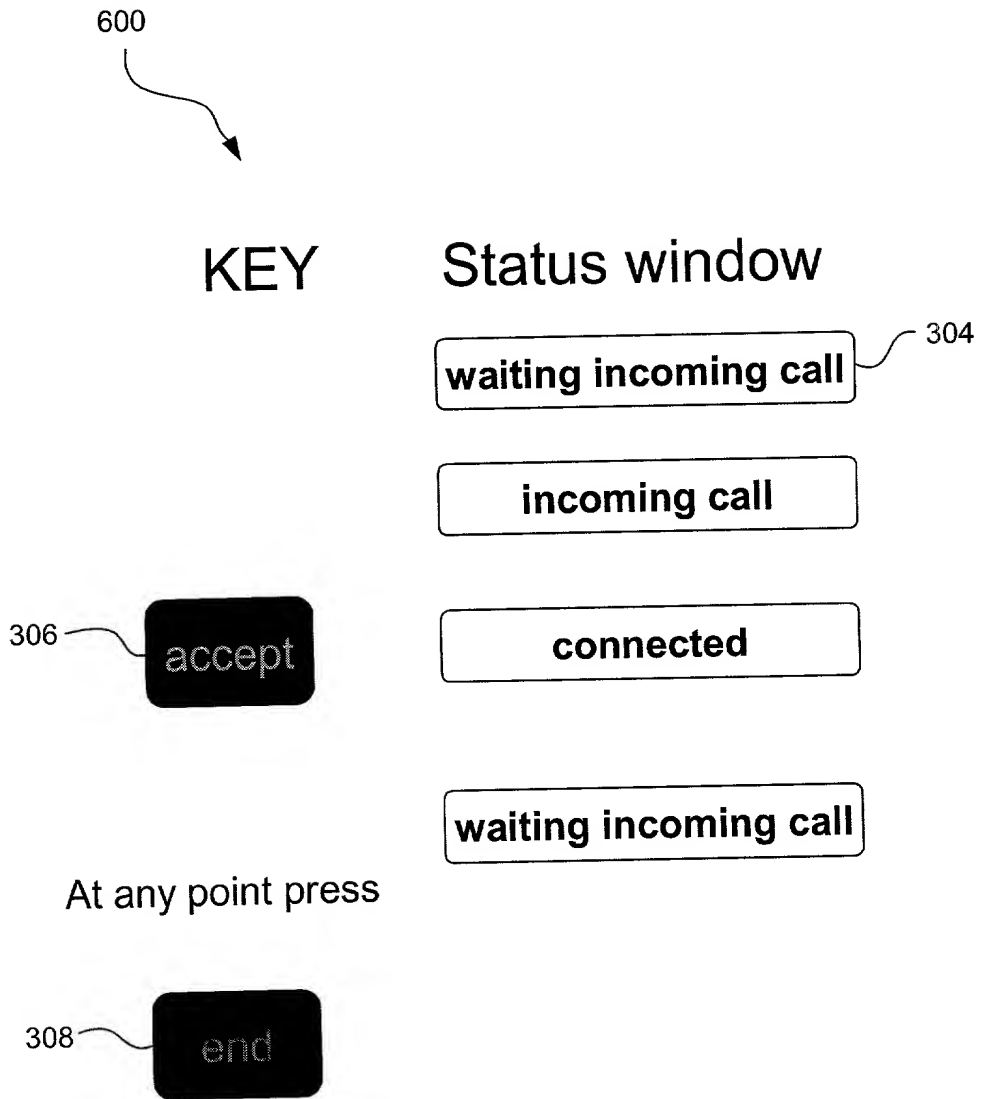 600
KEY Status window
waiting incoming call 304
incoming call
306 accept connected
waiting incoming call
At any point press
308 end